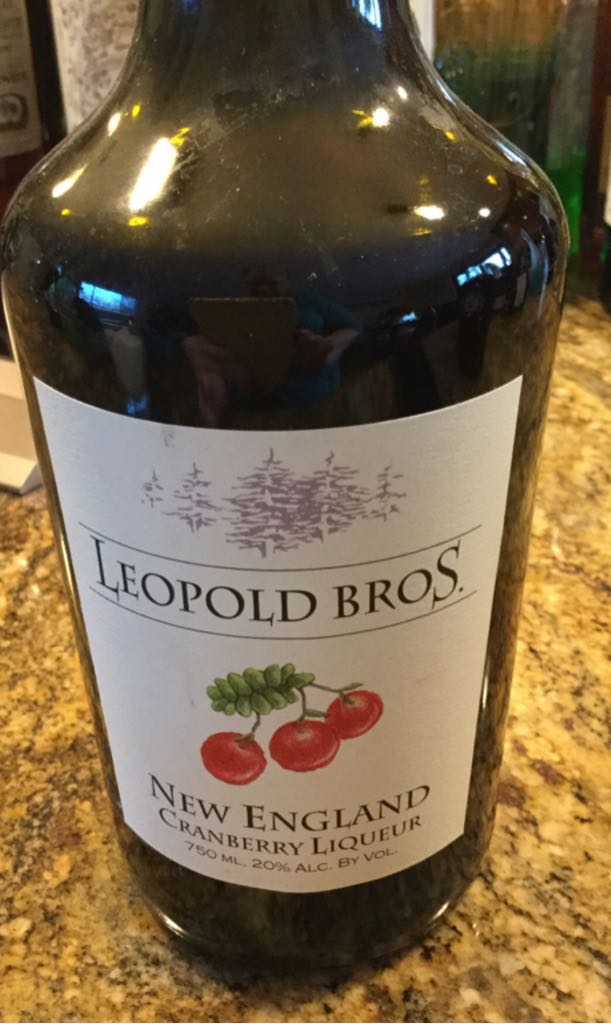 LEOPOLD BROS.
NEW ENGLAND
CRANBERRY LIQUEUR
750 ML. 20% ALC. BY VOL.